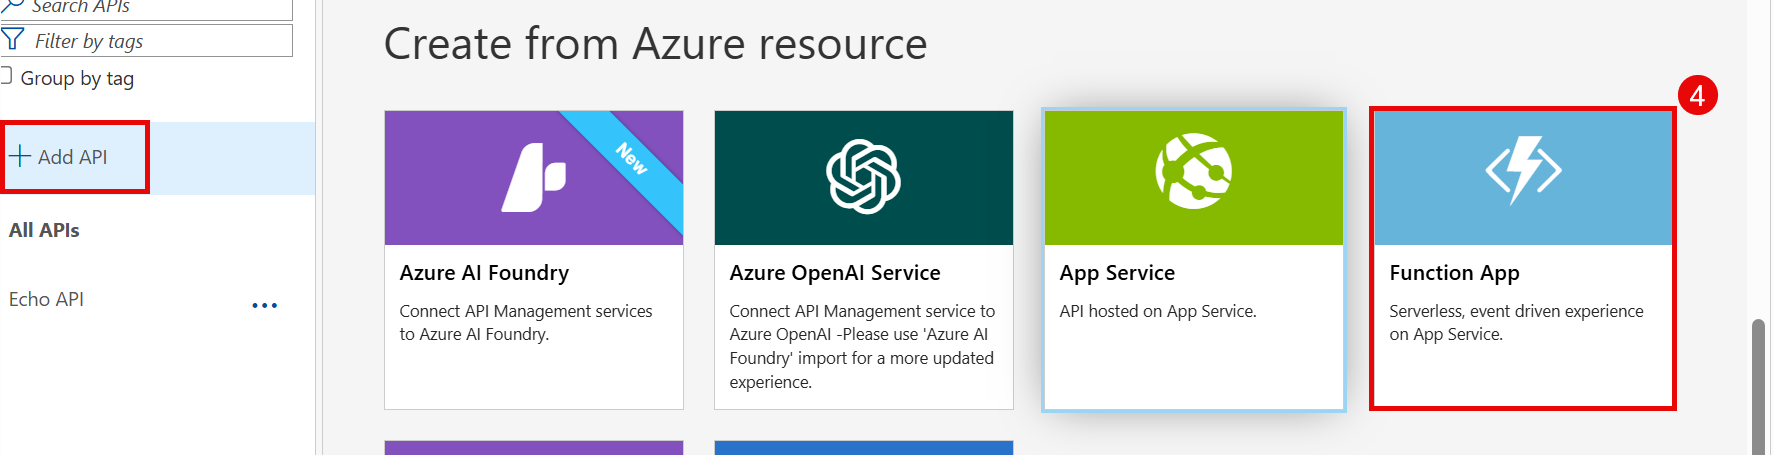 Search APIs
Filter by tags
Group by tag
Add API
All APIs
Echo API
Create from Azure resource
4
New
Azure AI Foundry
Connect API Management services
to Azure AI Foundry.
Azure OpenAI Service
Connect API Management service to
Azure OpenAI -Please use 'Azure AI
Foundry' import for a more updated
experience.
App Service
API hosted on App Service.
Function App
Serverless, event driven experience
on App Service.